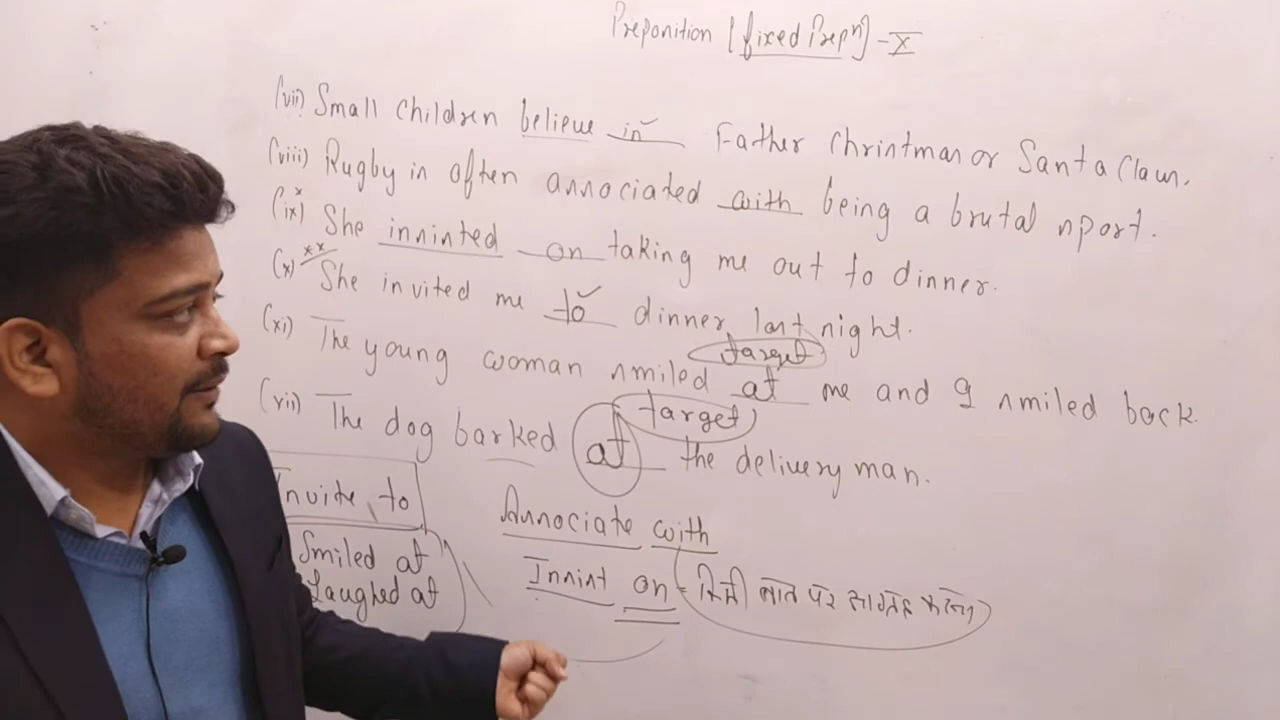 Preposition [fixed Prepⁿ] - X
(vii) Small children believe in Father Christmas or Santa Claus.
(viii) Rugby is often associated with being a brutal sport.
(ix) She insisted on taking me out to dinner.
(x) She invited me to dinner last night.
target
(xi) The young woman smiled at me and I smiled back.
target
(xii) The dog barked at the delivery man.
Invite to
Associate with
Smiled at
Laughed at
Insist on = किसी बात पर आग्रह करना